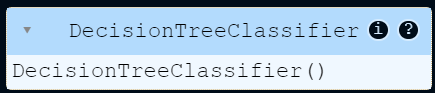 ▾ DecisionTreeClassifier i ?
DecisionTreeClassifier()